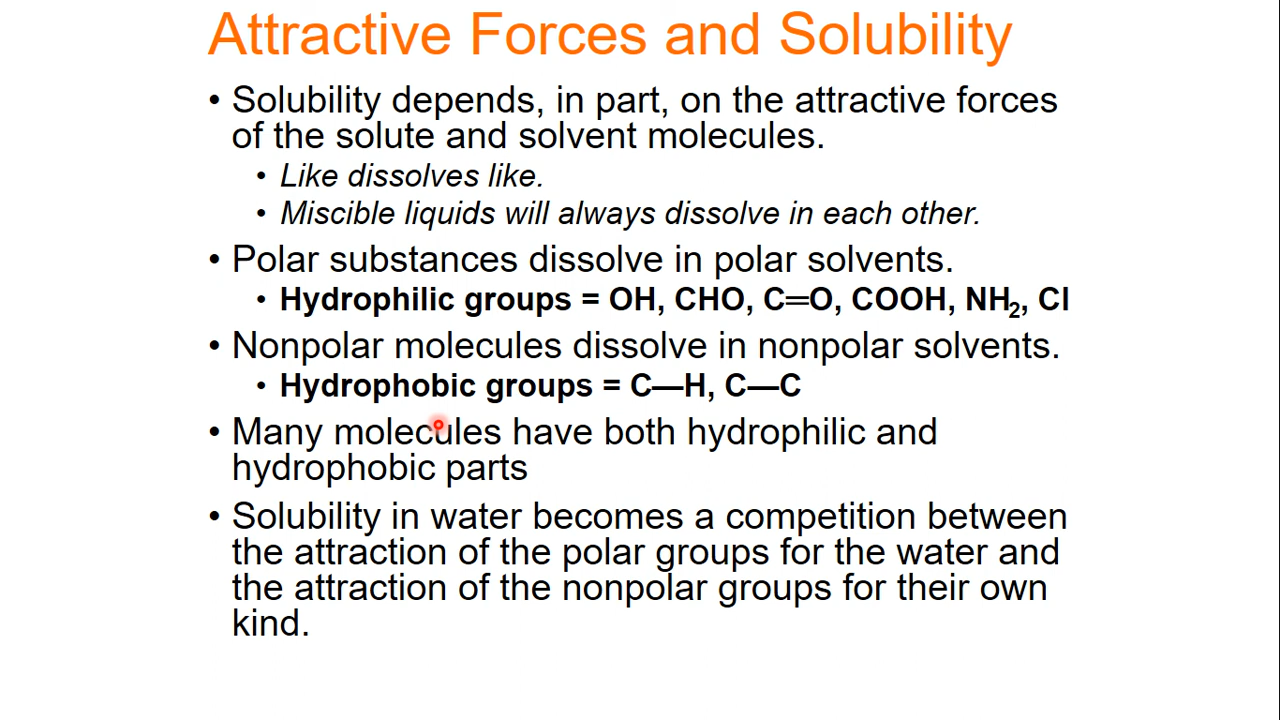 Attractive Forces and Solubility
• Solubility depends, in part, on the attractive forces
of the solute and solvent molecules.
• Like dissolves like.
• Miscible liquids will always dissolve in each other.
• Polar substances dissolve in polar solvents.
• Hydrophilic groups = OH, CHO, C═O, COOH, NH₂, Cl
• Nonpolar molecules dissolve in nonpolar solvents.
• Hydrophobic groups = C—H, C—C
• Many molecules have both hydrophilic and
hydrophobic parts
• Solubility in water becomes a competition between
the attraction of the polar groups for the water and
the attraction of the nonpolar groups for their own
kind.